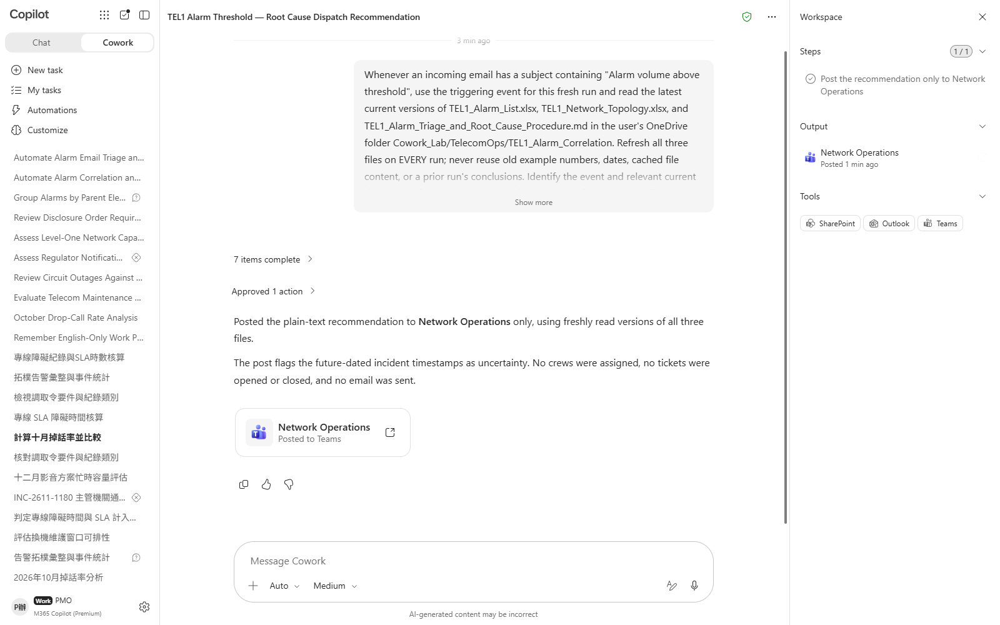 Copilot
Chat
Cowork
New task
My tasks
Automations
Customize
Automate Alarm Email Triage an...
Automate Alarm Correlation an...
Group Alarms by Parent Ele...
Review Disclosure Order Requir...
Assess Level-One Network Capa...
Assess Regulator Notificati...
Review Circuit Outages Against ...
Evaluate Telecom Maintenance ...
October Drop-Call Rate Analysis
Remember English-Only Work P...
專線障礙紀錄與SLA時數核算
拓樸告警彙整與事件統計
檢視調取令要件與紀錄類別
專線 SLA 障礙時間核算
計算十月掉話率並比較
核對調取令要件與紀錄類別
十二月影音方案忙時容量評估
INC-2611-1180 主管機關通...
判定專線障礙時間與 SLA 計入...
評估換機維護窗口可排性
告警拓樸彙整與事件統計
2026年10月掉話率分析
P辦
Work PMO
M365 Copilot (Premium)
TEL1 Alarm Threshold — Root Cause Dispatch Recommendation
3 min ago
Whenever an incoming email has a subject containing "Alarm volume above
threshold", use the triggering event for this fresh run and read the latest
current versions of TEL1_Alarm_List.xlsx, TEL1_Network_Topology.xlsx, and
TEL1_Alarm_Triage_and_Root_Cause_Procedure.md in the user's OneDrive
folder Cowork_Lab/TelecomOps/TEL1_Alarm_Correlation. Refresh all three
files on EVERY run; never reuse old example numbers, dates, cached file
content, or a prior run's conclusions. Identify the event and relevant current
Show more
7 items complete
Approved 1 action
Posted the plain-text recommendation to Network Operations only, using freshly read versions of all three
files.
The post flags the future-dated incident timestamps as uncertainty. No crews were assigned, no tickets were
opened or closed, and no email was sent.
Network Operations
Posted to Teams
Message Cowork
Auto
Medium
AI-generated content may be incorrect
Workspace
Steps
1 / 1
Post the recommendation only to Network
Operations
Output
Network Operations
Posted 1 min ago
Tools
SharePoint
Outlook
Teams